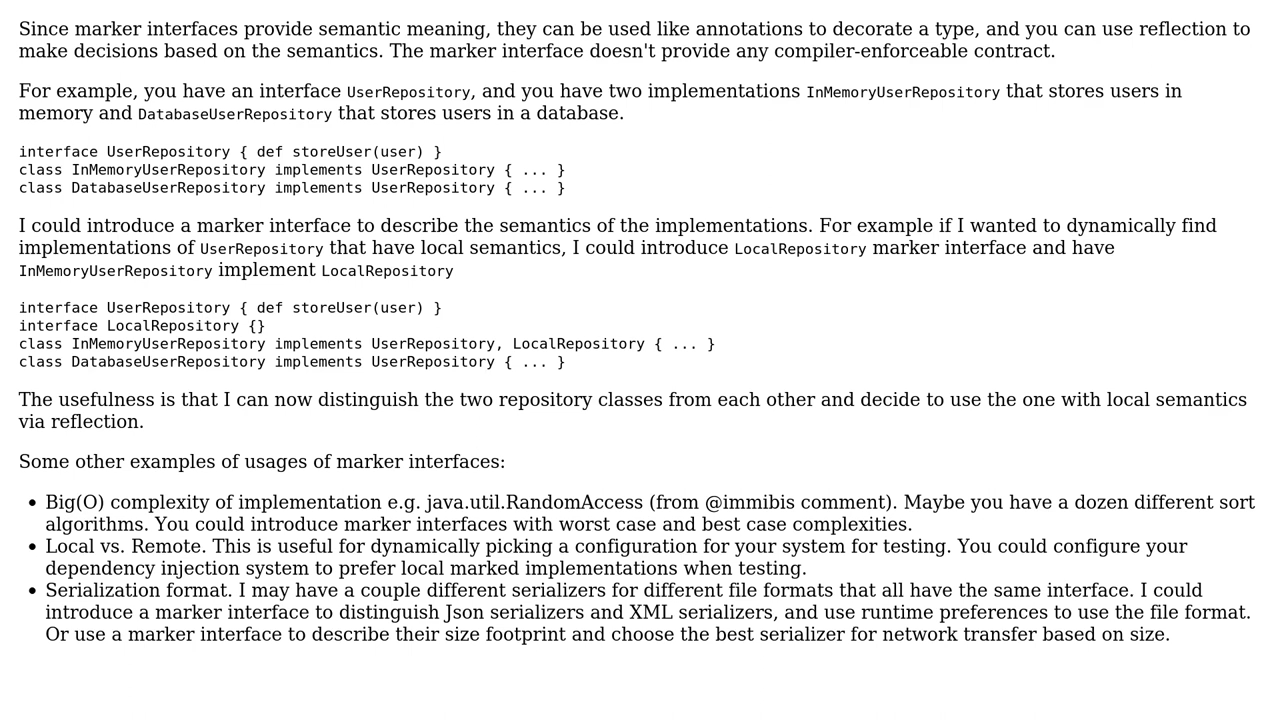 Since marker interfaces provide semantic meaning, they can be used like annotations to decorate a type, and you can use reflection to
make decisions based on the semantics. The marker interface doesn't provide any compiler-enforceable contract.
For example, you have an interface UserRepository, and you have two implementations InMemoryUserRepository that stores users in
memory and DatabaseUserRepository that stores users in a database.
interface UserRepository { def storeUser(user) }
class InMemoryUserRepository implements UserRepository { ... }
class DatabaseUserRepository implements UserRepository { ... }
I could introduce a marker interface to describe the semantics of the implementations. For example if I wanted to dynamically find
implementations of UserRepository that have local semantics, I could introduce LocalRepository marker interface and have
InMemoryUserRepository implement LocalRepository
interface UserRepository { def storeUser(user) }
interface LocalRepository {}
class InMemoryUserRepository implements UserRepository, LocalRepository { ... }
class DatabaseUserRepository implements UserRepository { ... }
The usefulness is that I can now distinguish the two repository classes from each other and decide to use the one with local semantics
via reflection.
Some other examples of usages of marker interfaces:
• Big(O) complexity of implementation e.g. java.util.RandomAccess (from @immibis comment). Maybe you have a dozen different sort
algorithms. You could introduce marker interfaces with worst case and best case complexities.
• Local vs. Remote. This is useful for dynamically picking a configuration for your system for testing. You could configure your
dependency injection system to prefer local marked implementations when testing.
• Serialization format. I may have a couple different serializers for different file formats that all have the same interface. I could
introduce a marker interface to distinguish Json serializers and XML serializers, and use runtime preferences to use the file format.
Or use a marker interface to describe their size footprint and choose the best serializer for network transfer based on size.